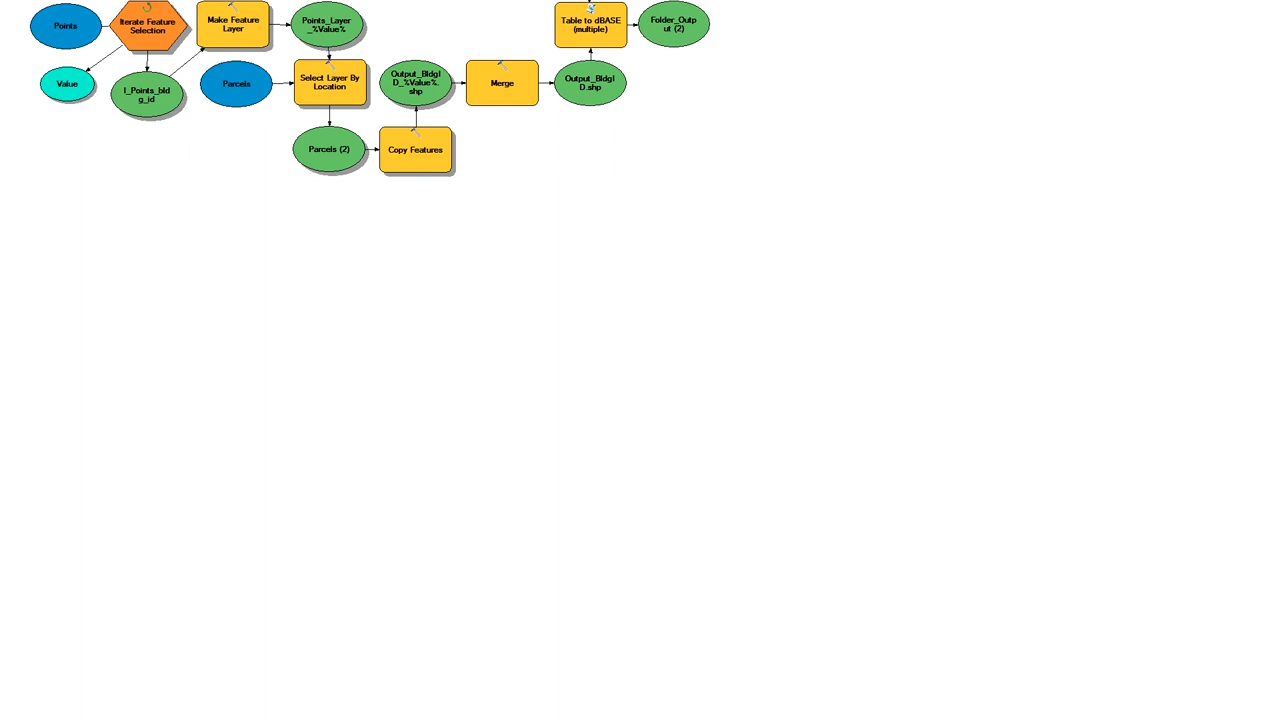 Points
Iterate Feature
Selection
Make Feature
Layer
Points_Layer
_%Value%
Table to dBASE
(multiple)
Folder_Outp
ut (2)
Value
I_Points_bld
g_id
Parcels
Select Layer By
Location
Output_BldgI
D_%Value%.
shp
Merge
Output_BldgI
D.shp
Parcels (2)
Copy Features